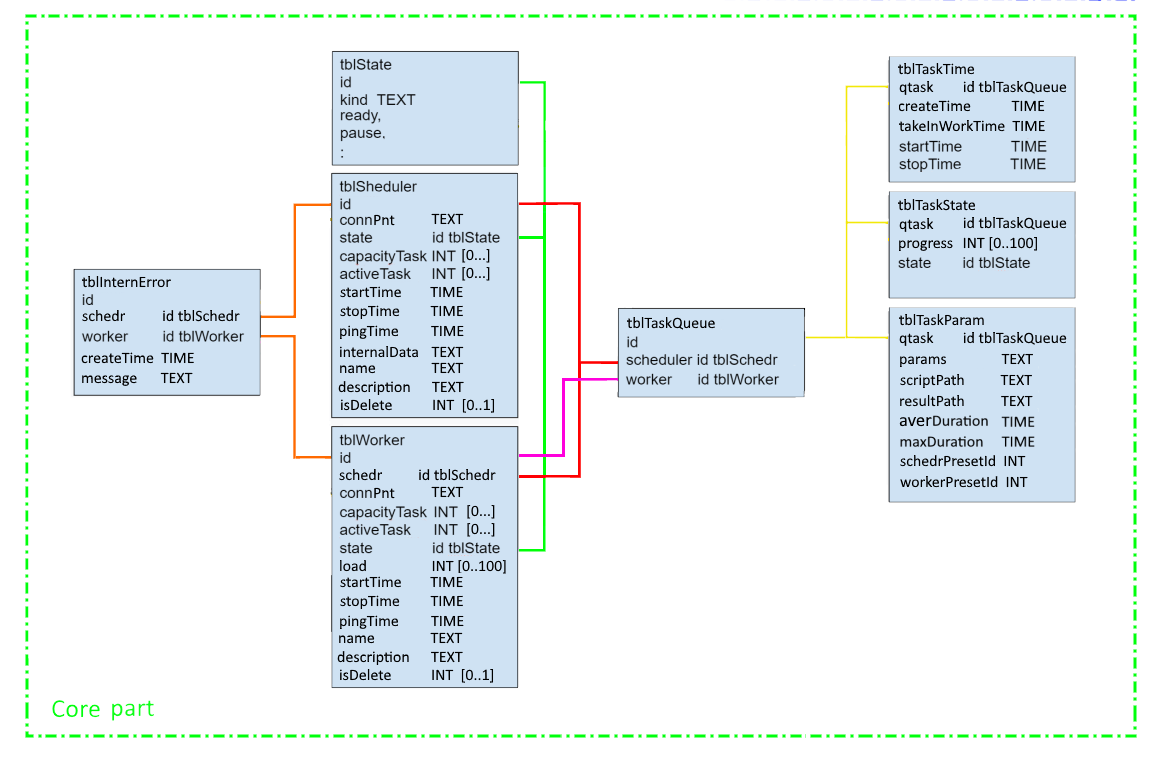 tblState
id
kind TEXT
ready,
pause,
:
tblSheduler
id
connPnt TEXT
state id tblState
capacityTask INT [0...]
activeTask INT [0...]
startTime TIME
stopTime TIME
pingTime TIME
internalData TEXT
name TEXT
description TEXT
isDelete INT [0..1]
tblInternError
id
schedr id tblSchedr
worker id tblWorker
createTime TIME
message TEXT
tblWorker
id
schedr id tblSchedr
connPnt TEXT
capacityTask INT [0...]
activeTask INT [0...]
state id tblState
load INT [0..100]
startTime TIME
stopTime TIME
pingTime TIME
name TEXT
description TEXT
isDelete INT [0..1]
tblTaskQueue
id
scheduler id tblSchedr
worker id tblWorker
tblTaskTime
qtask id tblTaskQueue
createTime TIME
takeInWorkTime TIME
startTime TIME
stopTime TIME
tblTaskState
qtask id tblTaskQueue
progress INT [0..100]
state id tblState
tblTaskParam
qtask id tblTaskQueue
params TEXT
scriptPath TEXT
resultPath TEXT
averDuration TIME
maxDuration TIME
schedrPresetId INT
workerPresetId INT
Core part